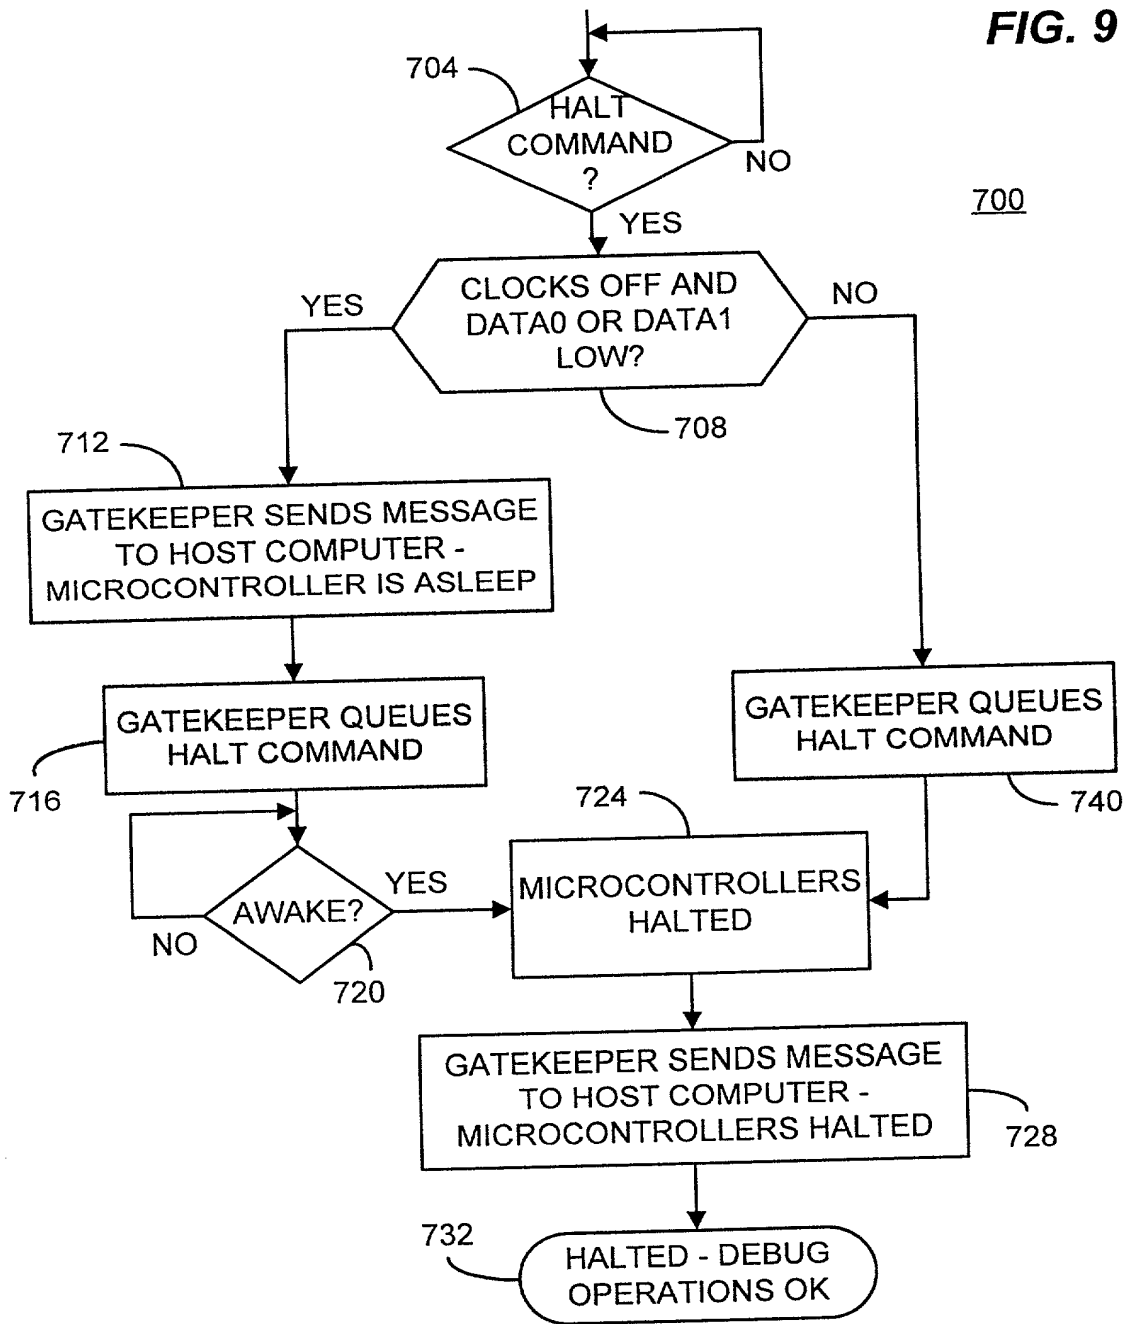 FIG. 9
704
HALT
COMMAND
?
NO
700
YES
CLOCKS OFF AND
DATA0 OR DATA1
LOW?
YES
NO
708
712
GATEKEEPER SENDS MESSAGE
TO HOST COMPUTER -
MICROCONTROLLER IS ASLEEP
GATEKEEPER QUEUES
HALT COMMAND
716
GATEKEEPER QUEUES
HALT COMMAND
740
724
AWAKE?
YES
NO
720
MICROCONTROLLERS
HALTED
GATEKEEPER SENDS MESSAGE
TO HOST COMPUTER -
MICROCONTROLLERS HALTED
728
732
HALTED - DEBUG
OPERATIONS OK